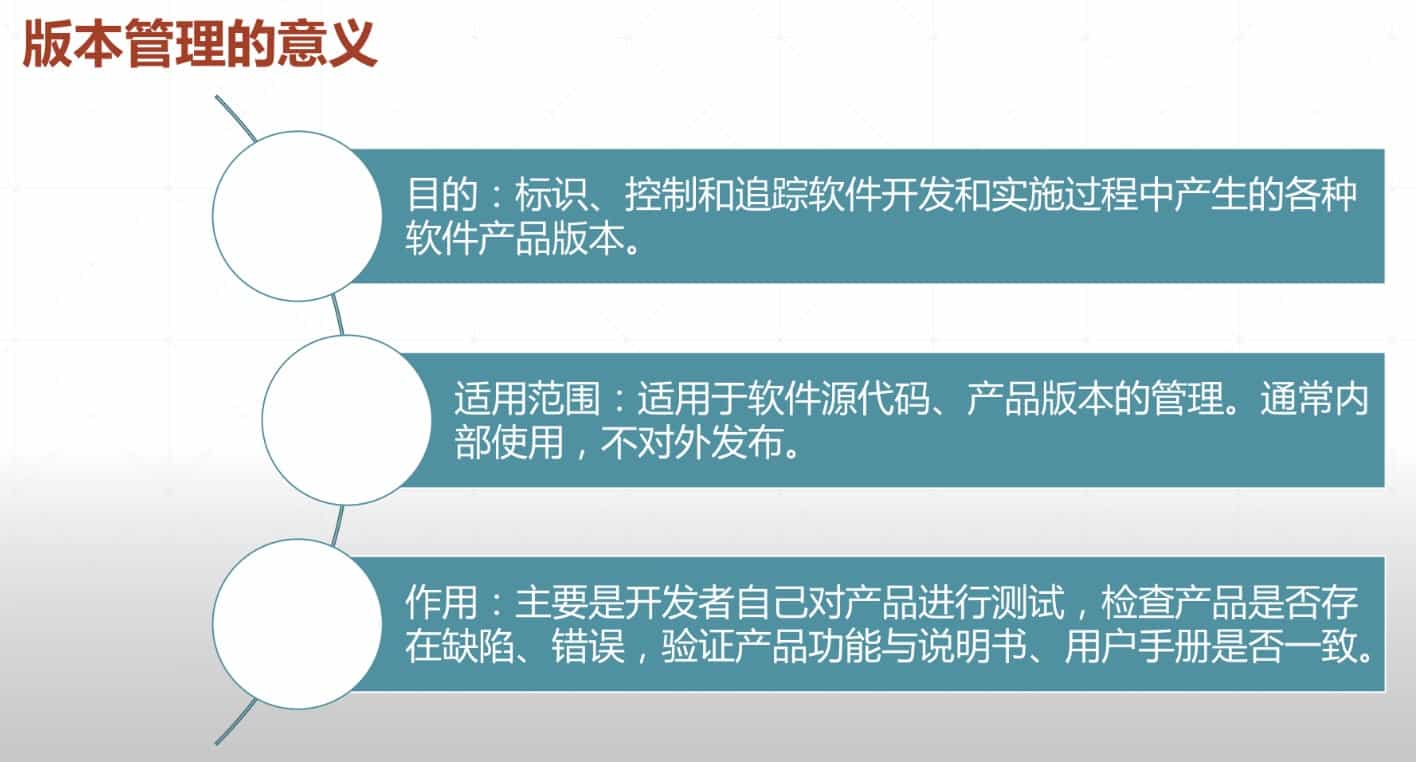 版本管理的意义
目的：标识、控制和追踪软件开发和实施过程中产生的各种
软件产品版本。
适用范围：适用于软件源代码、产品版本的管理。通常内
部使用，不对外发布。
作用：主要是开发者自己对产品进行测试，检查产品是否存
在缺陷、错误，验证产品功能与说明书、用户手册是否一致。